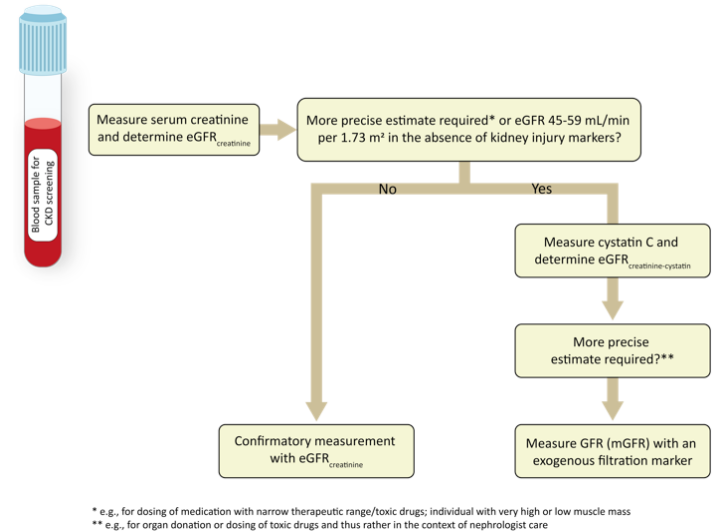 Blood sample for
CKD screening
Measure serum creatinine
and determine eGFRcreatinine
More precise estimate required* or eGFR 45-59 mL/min
per 1.73 m² in the absence of kidney injury markers?
No
Yes
Measure cystatin C and
determine eGFRcreatinine-cystatin
More precise
estimate required?**
Confirmatory measurement
with eGFRcreatinine
Measure GFR (mGFR) with an
exogenous filtration marker
* e.g., for dosing of medication with narrow therapeutic range/toxic drugs; individual with very high or low muscle mass
** e.g., for organ donation or dosing of toxic drugs and thus rather in the context of nephrologist care